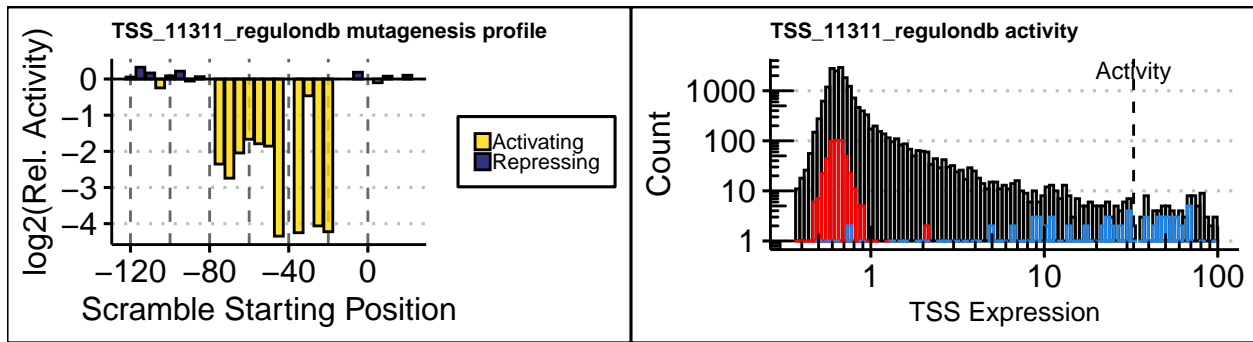 TSS_11311_regulondb mutagenesis profile
log2(Rel. Activity)
0
−1
−2
−3
−4
−120
−80
−40
0
Scramble Starting Position
Activating
Repressing
TSS_11311_regulondb activity
Activity
Count
1000
100
10
1
1
10
100
TSS Expression